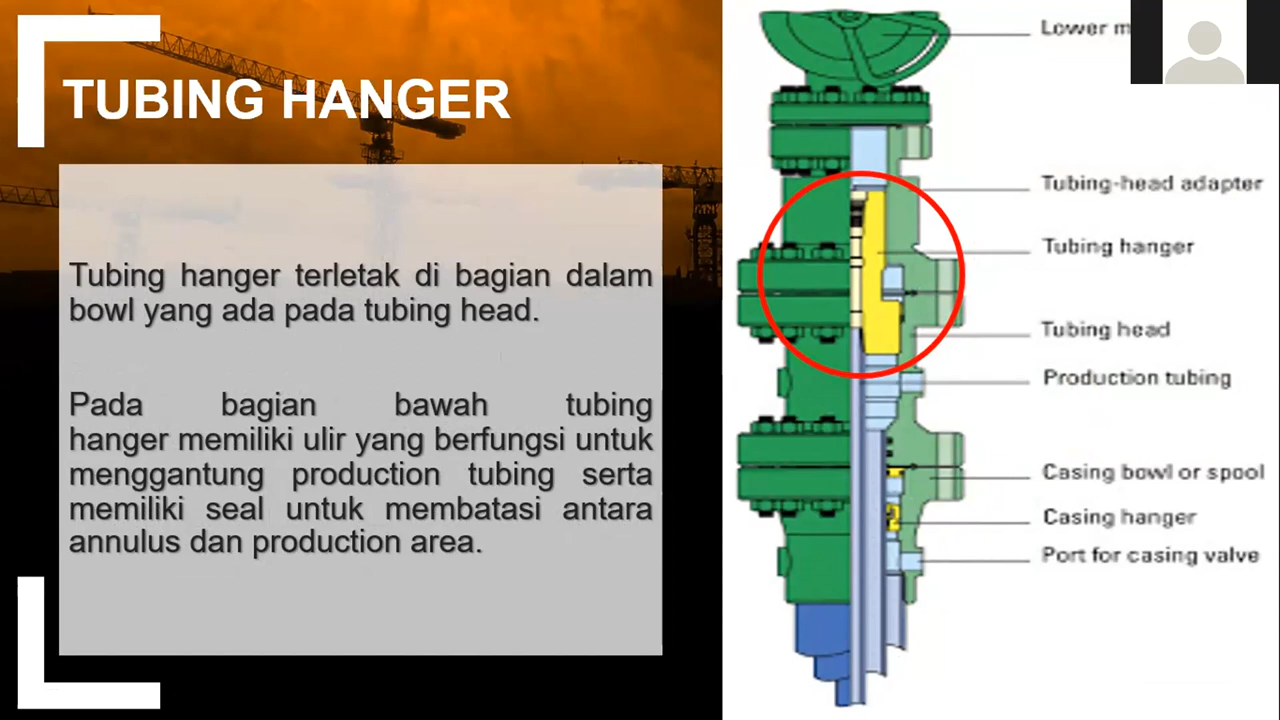 TUBING HANGER
Tubing hanger terletak di bagian dalam
bowl yang ada pada tubing head.
Pada bagian bawah tubing
hanger memiliki ulir yang berfungsi untuk
menggantung production tubing serta
memiliki seal untuk membatasi antara
annulus dan production area.
Lower
Tubing-head adapter
Tubing hanger
Tubing head
Production tubing
Casing bowl or spool
Casing hanger
Port for casing valve